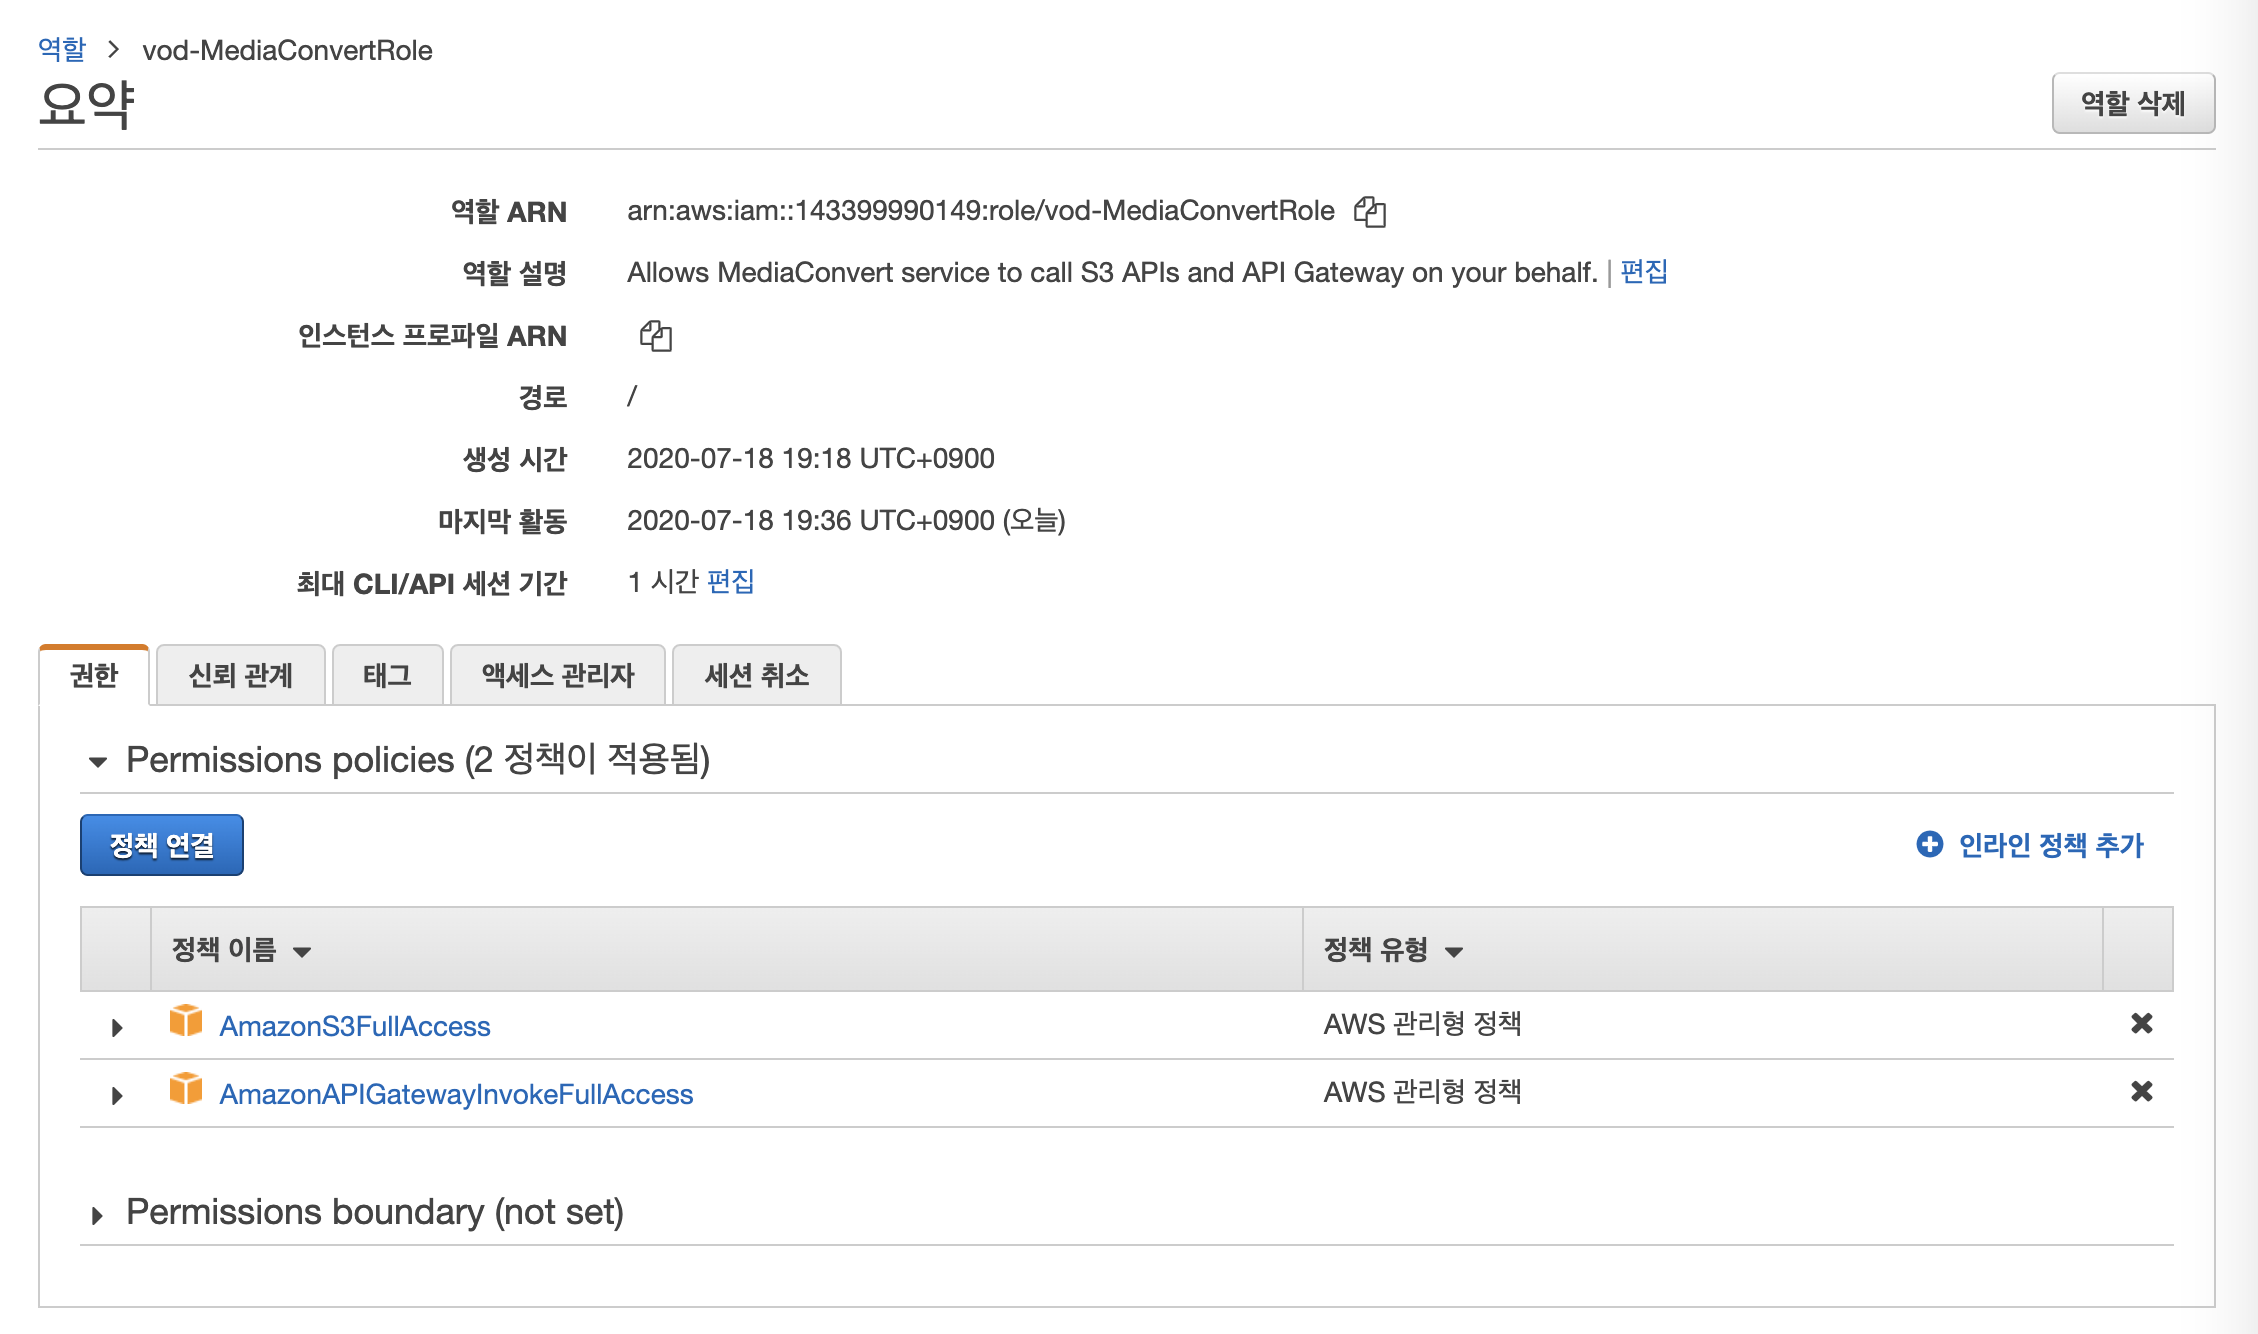 역할 > vod-MediaConvertRole
요약
역할 삭제
역할 ARN arn:aws:iam::143399990149:role/vod-MediaConvertRole
역할 설명 Allows MediaConvert service to call S3 APIs and API Gateway on your behalf. | 편집
인스턴스 프로파일 ARN
경로 /
생성 시간 2020-07-18 19:18 UTC+0900
마지막 활동 2020-07-18 19:36 UTC+0900 (오늘)
최대 CLI/API 세션 기간 1 시간 편집
권한 신뢰 관계 태그 액세스 관리자 세션 취소
Permissions policies (2 정책이 적용됨)
정책 연결 인라인 정책 추가
정책 이름 정책 유형
AmazonS3FullAccess AWS 관리형 정책
AmazonAPIGatewayInvokeFullAccess AWS 관리형 정책
Permissions boundary (not set)